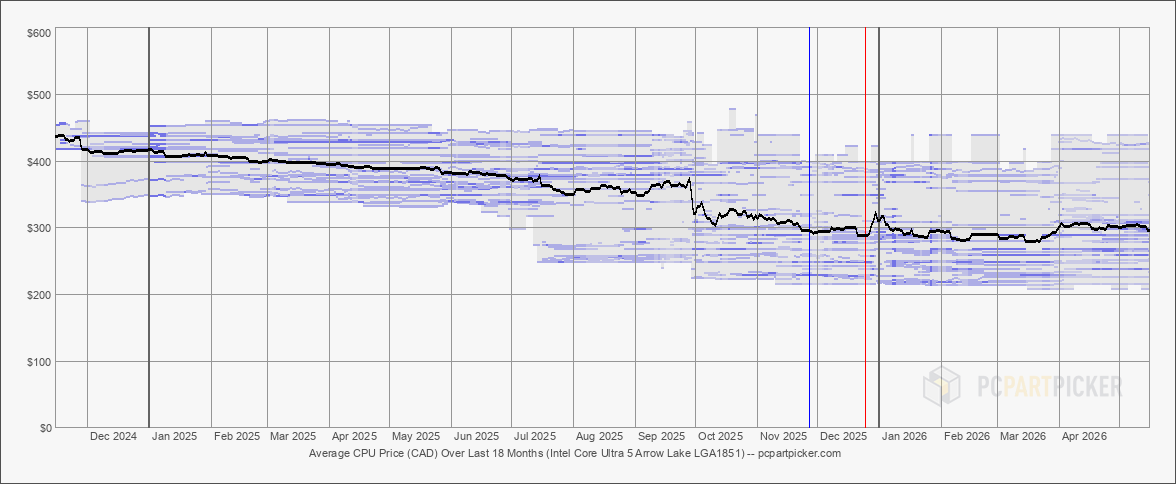 $600
$500
$400
$300
$200
$100
$0
Dec 2024 Jan 2025 Feb 2025 Mar 2025 Apr 2025 May 2025 Jun 2025 Jul 2025 Aug 2025 Sep 2025 Oct 2025 Nov 2025 Dec 2025 Jan 2026 Feb 2026 Mar 2026 Apr 2026
PCPARTPICKER
Average CPU Price (CAD) Over Last 18 Months (Intel Core Ultra 5 Arrow Lake LGA1851) -- pcpartpicker.com